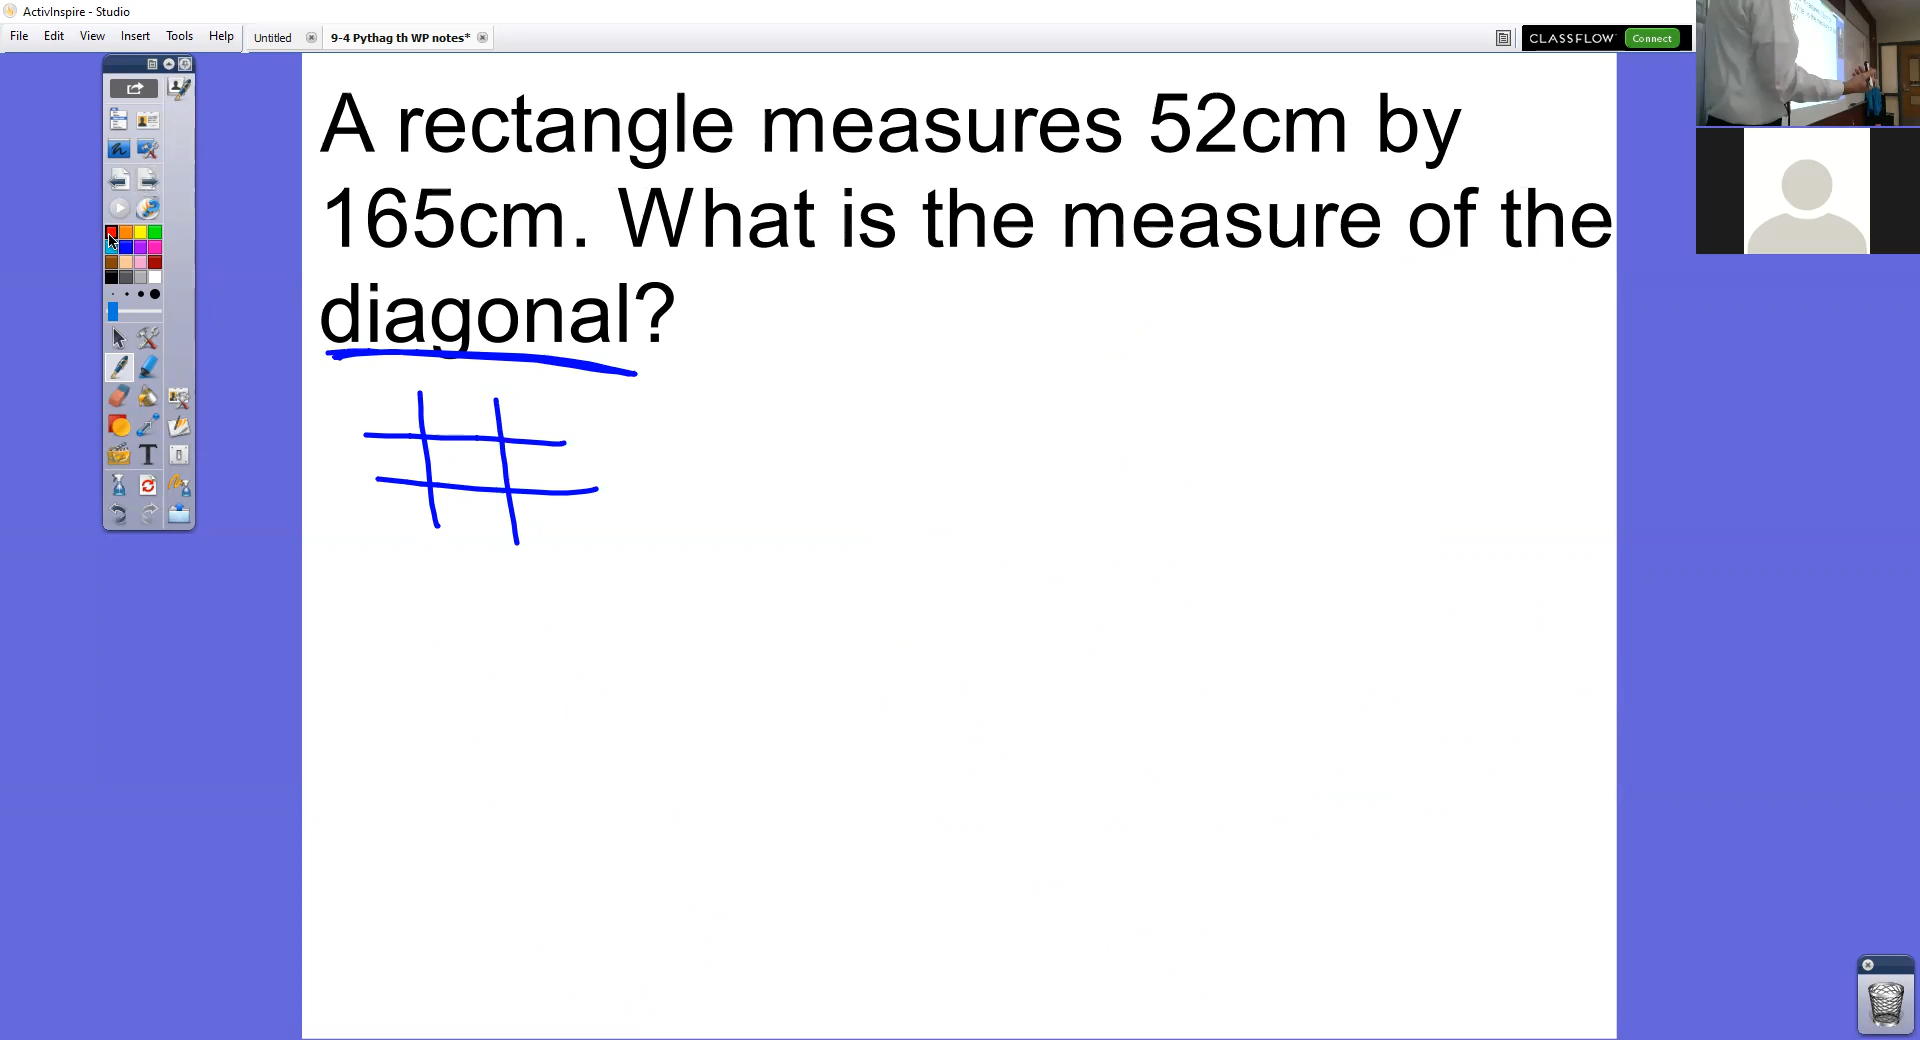 ActivInspire - Studio
File Edit View Insert Tools Help Untitled 9-4 Pythag th WP notes* CLASSFLOW Connect
A rectangle measures 52cm by
165cm. What is the measure of the
diagonal?
T